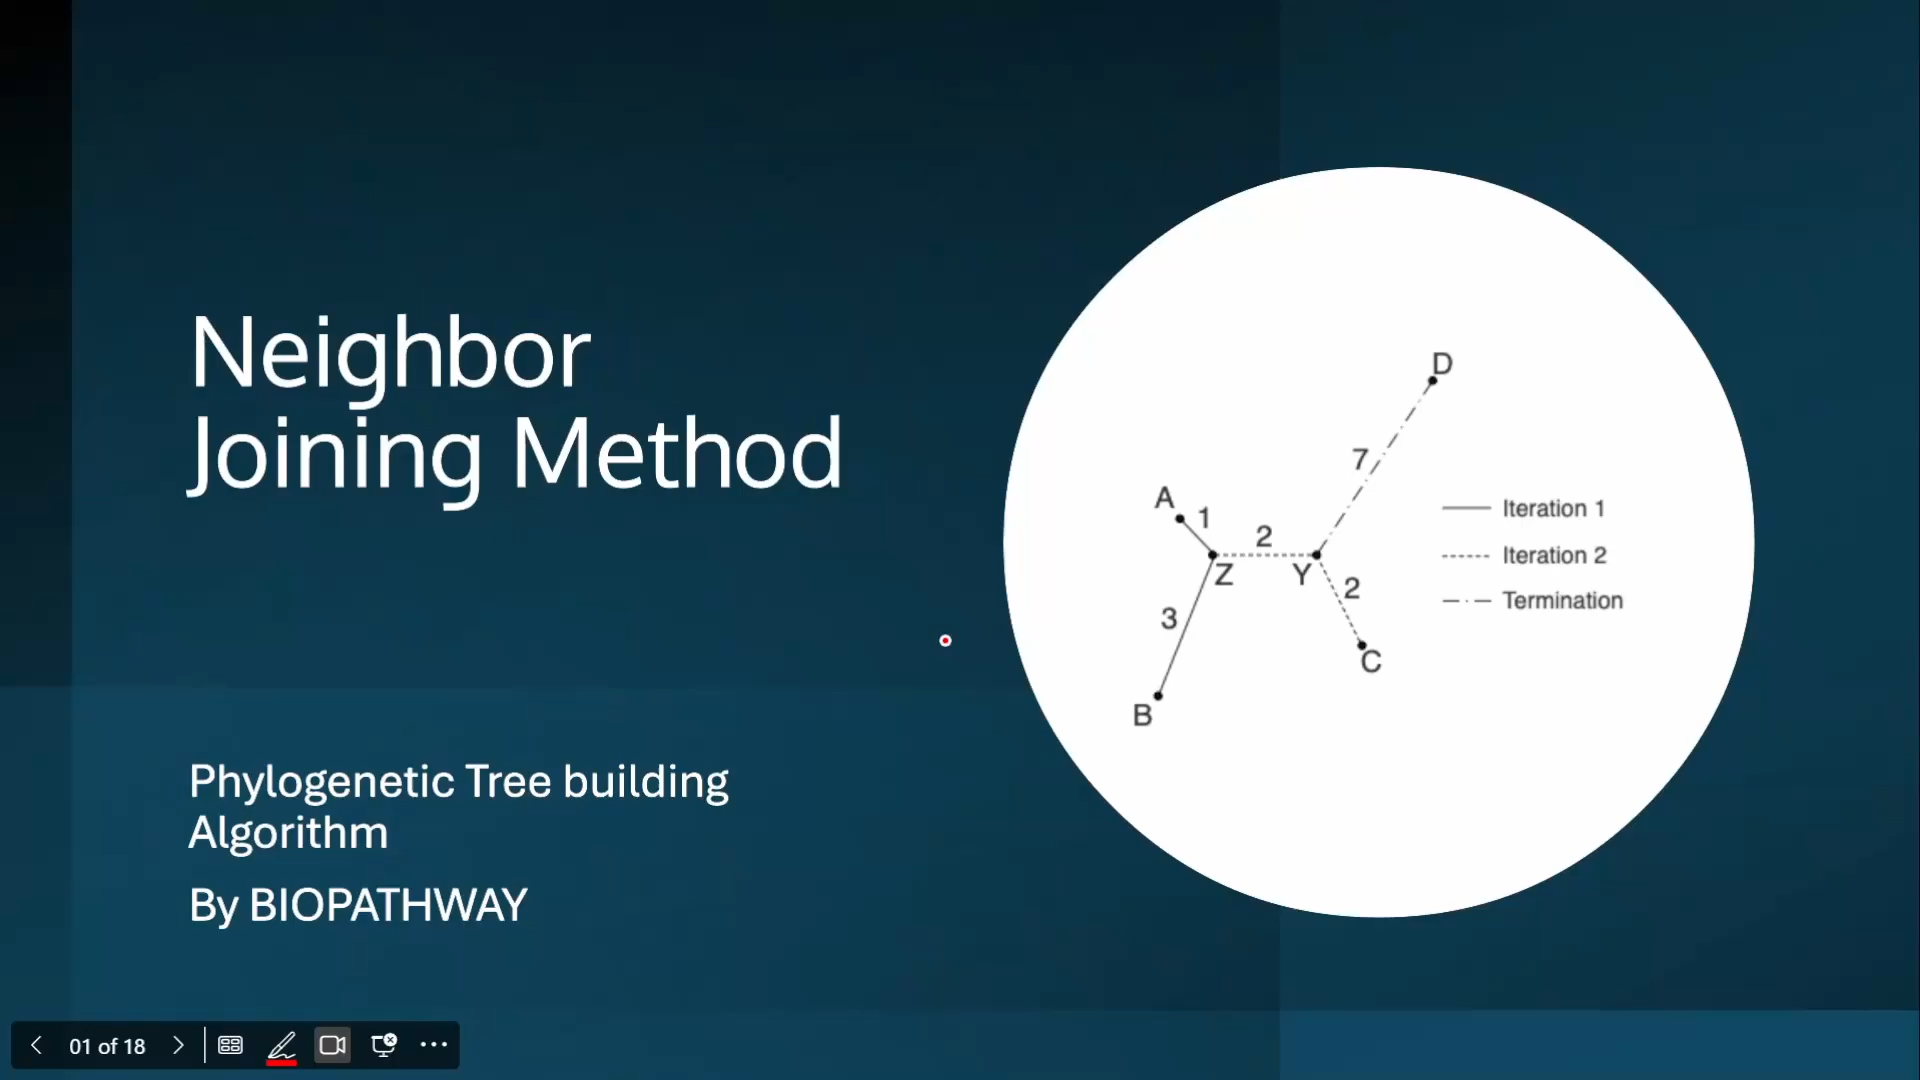 Neighbor
Joining Method
Phylogenetic Tree building
Algorithm
By BIOPATHWAY
D
7
A
1
2
Z
Y
2
3
C
B
Iteration 1
Iteration 2
Termination
01 of 18